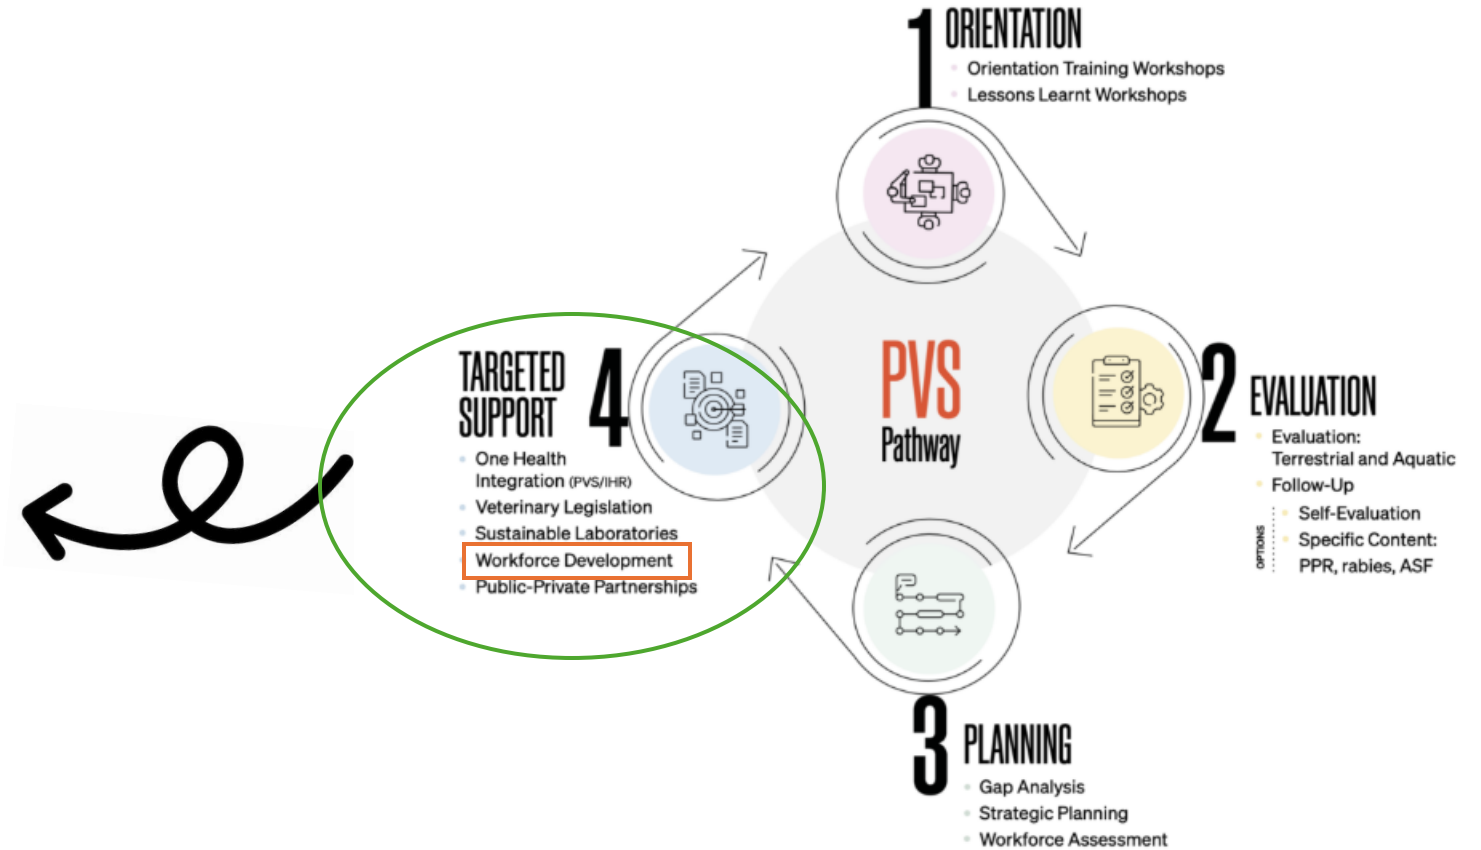 1
ORIENTATION
Orientation Training Workshops
Lessons Learnt Workshops
PVS
Pathway
2
EVALUATION
Evaluation:
Terrestrial and Aquatic
Follow-Up
OPTIONS
Self-Evaluation
Specific Content:
PPR, rabies, ASF
3
PLANNING
Gap Analysis
Strategic Planning
Workforce Assessment
4
TARGETED
SUPPORT
One Health
Integration (PVS/IHR)
Veterinary Legislation
Sustainable Laboratories
Workforce Development
Public-Private Partnerships